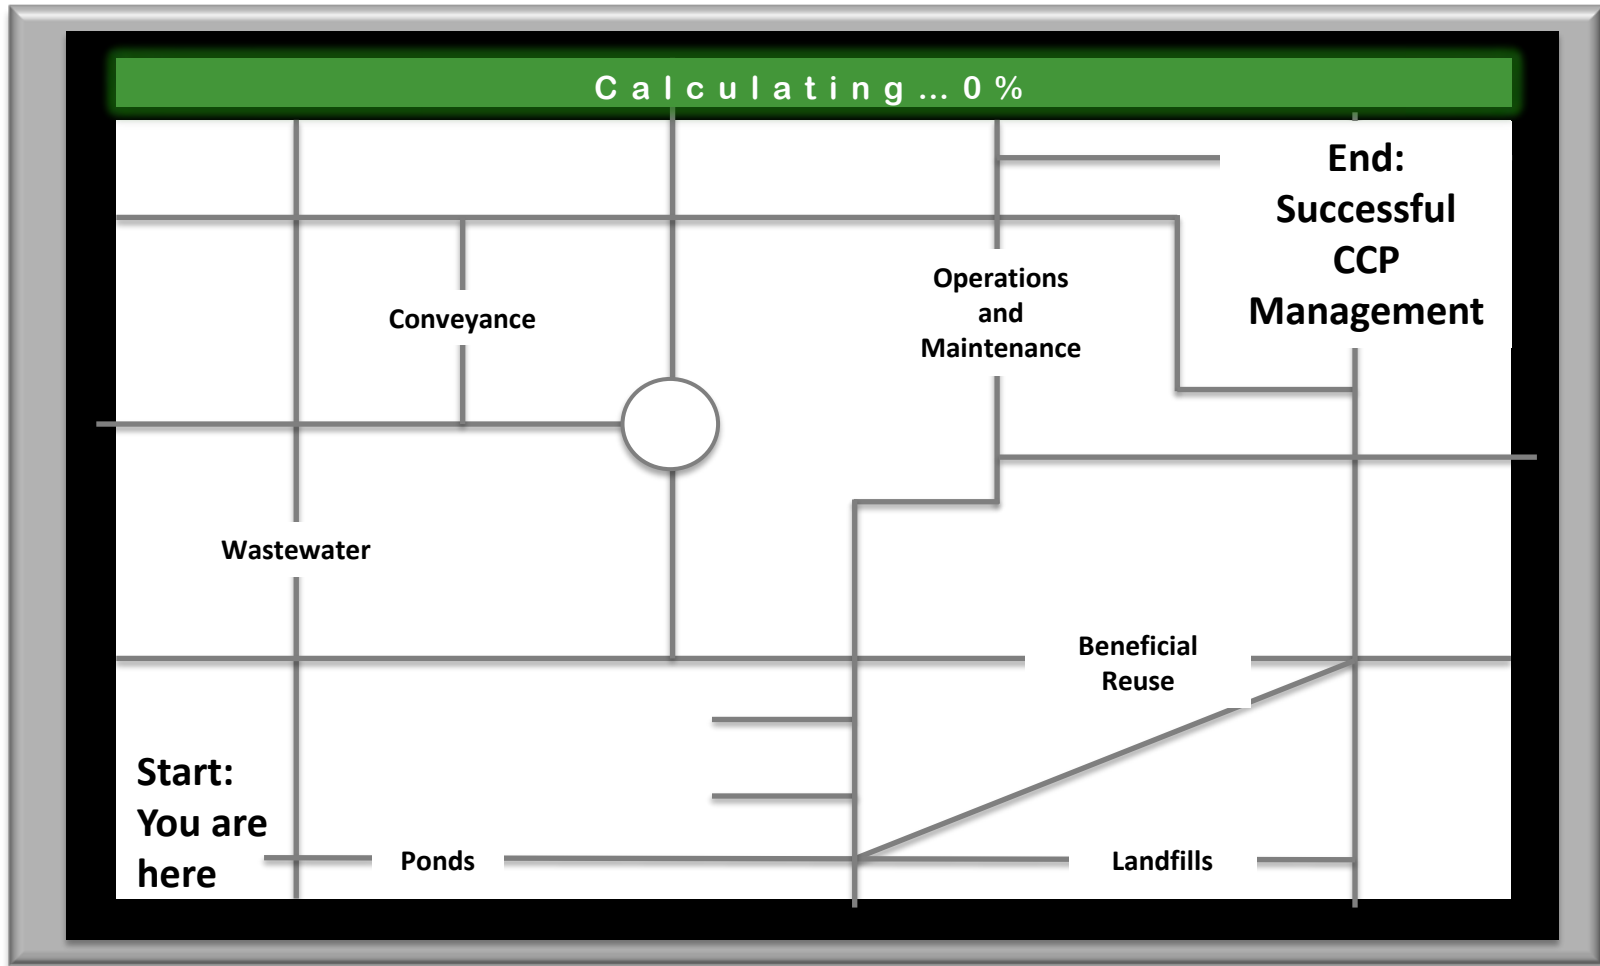 Calculating...0%
End:
Successful
CCP
Management
Operations
and
Maintenance
Conveyance
Wastewater
Beneficial
Reuse
Start:
You are
here
Ponds
Landfills